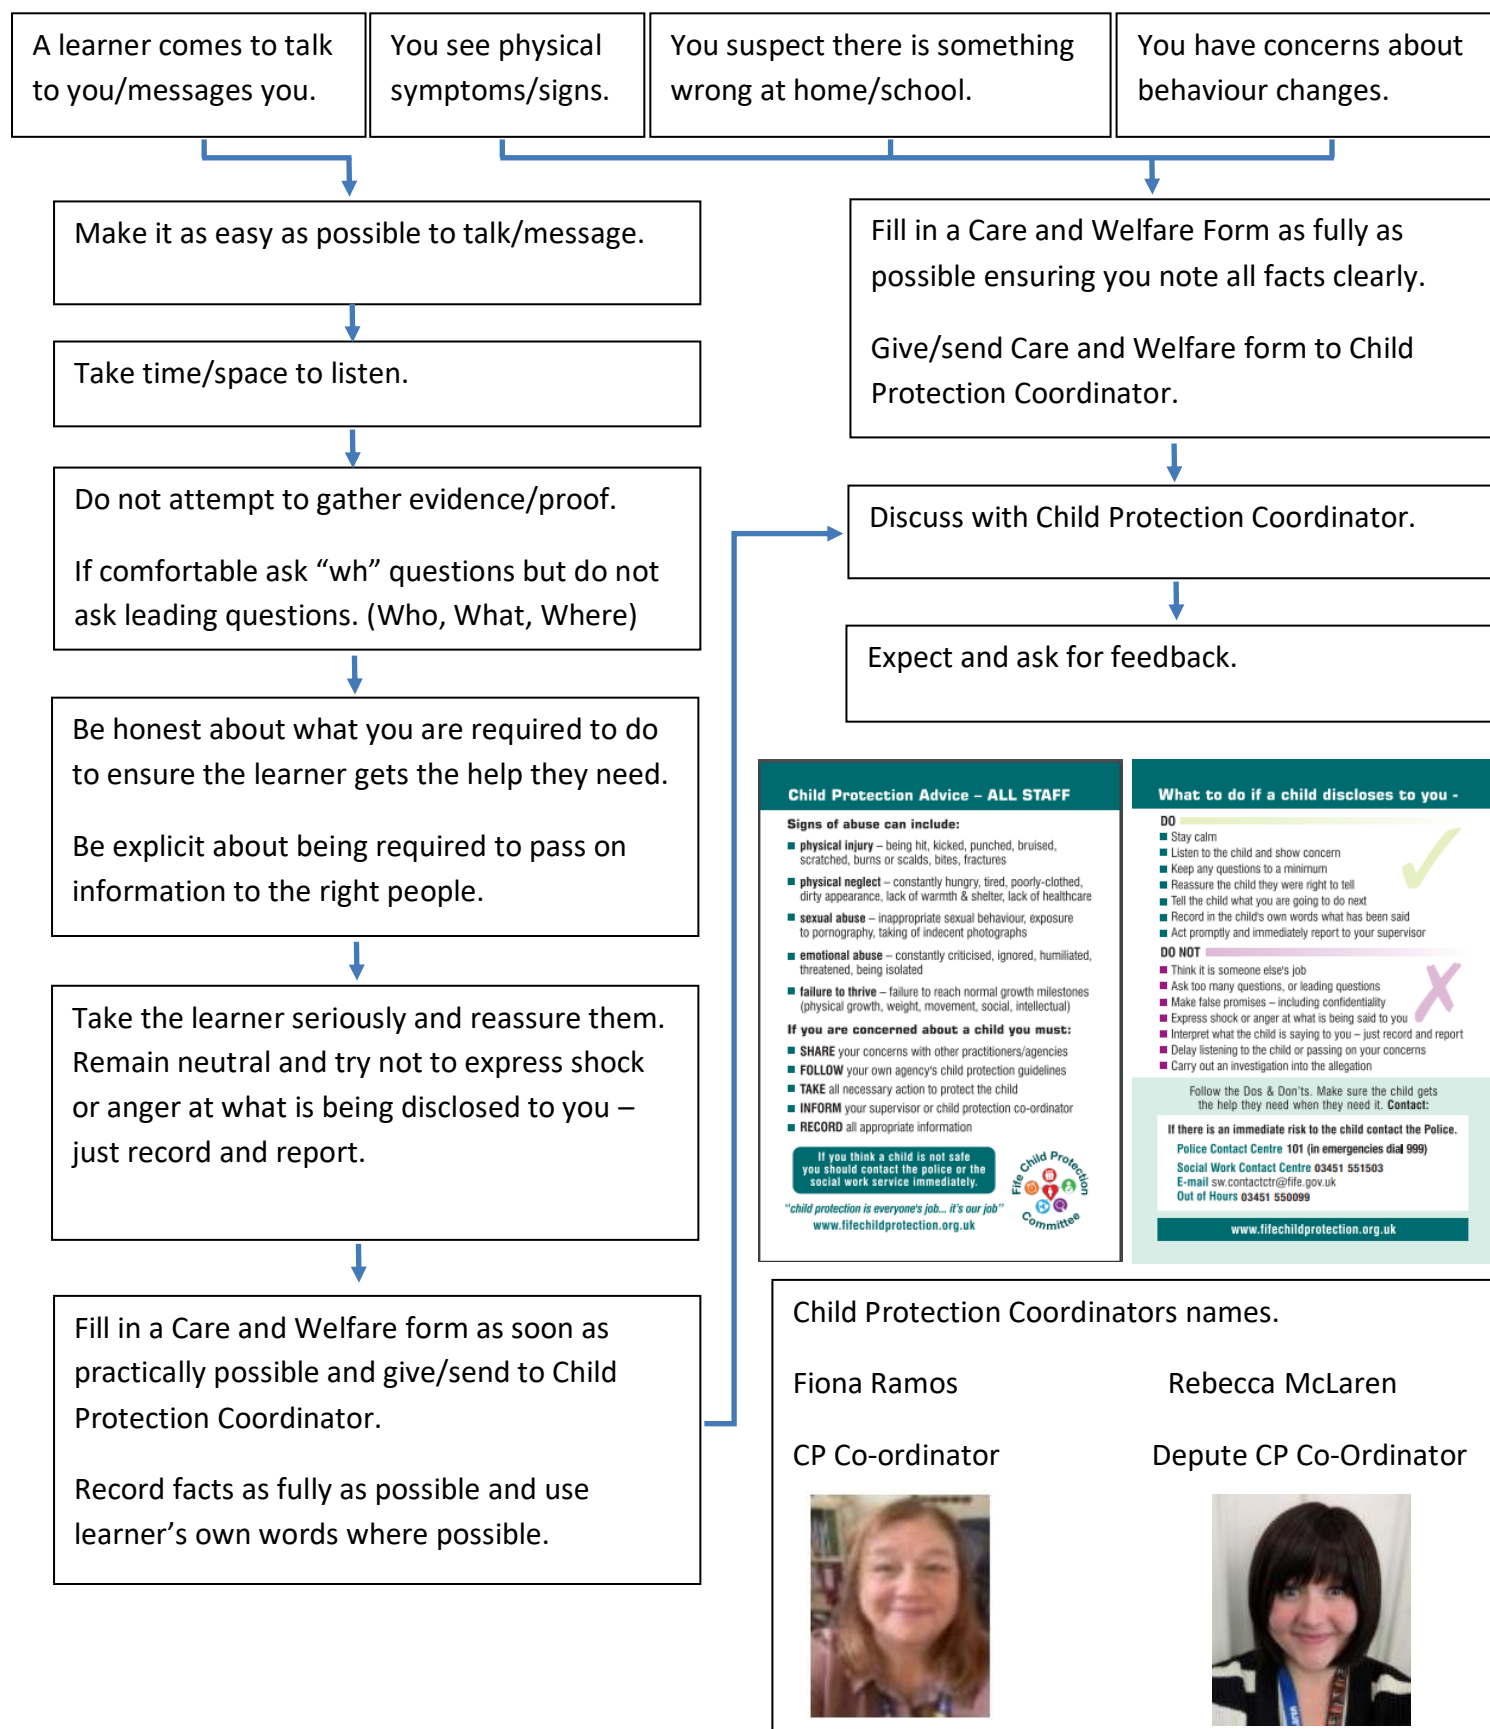 A learner comes to talk
to you/messages you.
You see physical
symptoms/signs.
You suspect there is something
wrong at home/school.
You have concerns about
behaviour changes.
Make it as easy as possible to talk/message.
Take time/space to listen.
Do not attempt to gather evidence/proof.
If comfortable ask “wh” questions but do not
ask leading questions. (Who, What, Where)
Be honest about what you are required to do
to ensure the learner gets the help they need.
Be explicit about being required to pass on
information to the right people.
Take the learner seriously and reassure them.
Remain neutral and try not to express shock
or anger at what is being disclosed to you –
just record and report.
Fill in a Care and Welfare form as soon as
practically possible and give/send to Child
Protection Coordinator.
Record facts as fully as possible and use
learner’s own words where possible.
Fill in a Care and Welfare Form as fully as
possible ensuring you note all facts clearly.
Give/send Care and Welfare form to Child
Protection Coordinator.
Discuss with Child Protection Coordinator.
Expect and ask for feedback.
Child Protection Advice – ALL STAFF
Signs of abuse can include:
physical injury – being hit, kicked, punched, bruised,
scratched, burns or scalds, bites, fractures
physical neglect – constantly hungry, tired, poorly-clothed,
dirty appearance, lack of warmth & shelter, lack of healthcare
sexual abuse – inappropriate sexual behaviour, exposure
to pornography, taking of indecent photographs
emotional abuse – constantly criticised, ignored, humiliated,
threatened, being isolated
failure to thrive – failure to reach normal growth milestones
(physical growth, weight, movement, social, intellectual)
If you are concerned about a child you must:
SHARE your concerns with other practitioners/agencies
FOLLOW your own agency's child protection guidelines
TAKE all necessary action to protect the child
INFORM your supervisor or child protection co-ordinator
RECORD all appropriate information
If you think a child is not safe
you should contact the police or the
social work service immediately.
"child protection is everyone's job... it's our job"
www.fifechildprotection.org.uk
Fife Child Protection
Committee
What to do if a child discloses to you -
DO
Stay calm
Listen to the child and show concern
Keep any questions to a minimum
Reassure the child they were right to tell
Tell the child what you are going to do next
Record in the child's own words what has been said
Act promptly and immediately report to your supervisor
DO NOT
Think it is someone else's job
Ask too many questions, or leading questions
Make false promises – including confidentiality
Express shock or anger at what is being said to you
Interpret what the child is saying to you – just record and report
Delay listening to the child or passing on your concerns
Carry out an investigation into the allegation
Follow the Dos & Don'ts. Make sure the child gets
the help they need when they need it. Contact:
If there is an immediate risk to the child contact the Police.
Police Contact Centre 101 (in emergencies dial 999)
Social Work Contact Centre 03451 551503
E-mail sw.contactctr@fife.gov.uk
Out of Hours 03451 550099
www.fifechildprotection.org.uk
Child Protection Coordinators names.
Fiona Ramos
Rebecca McLaren
CP Co-ordinator
Depute CP Co-Ordinator